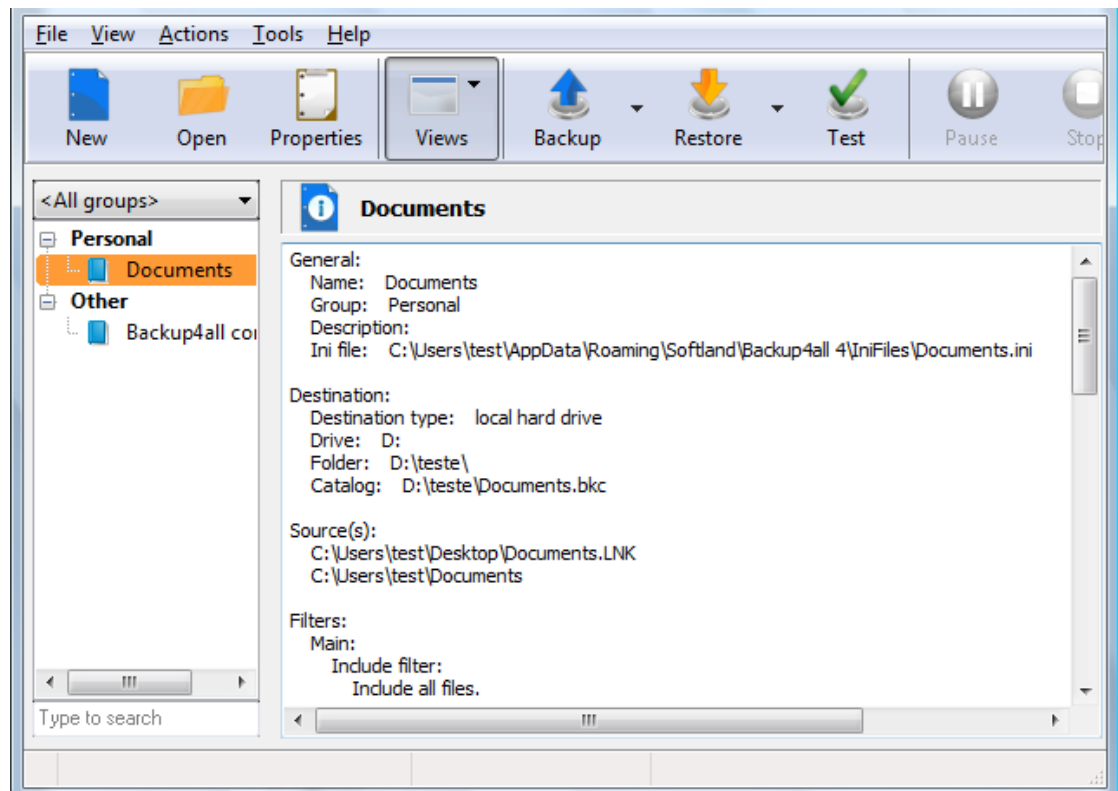 File View Actions Tools Help
New Open Properties Views Backup Restore Test Pause Stop
<All groups>
Personal
Documents
Other
Backup4all con
Type to search
Documents
General:
Name: Documents
Group: Personal
Description:
Ini file: C:\Users\test\AppData\Roaming\Softland\Backup4all 4\IniFiles\Documents.ini
Destination:
Destination type: local hard drive
Drive: D:
Folder: D:\teste\
Catalog: D:\teste\Documents.bkc
Source(s):
C:\Users\test\Desktop\Documents.LNK
C:\Users\test\Documents
Filters:
Main:
Include filter:
Include all files.